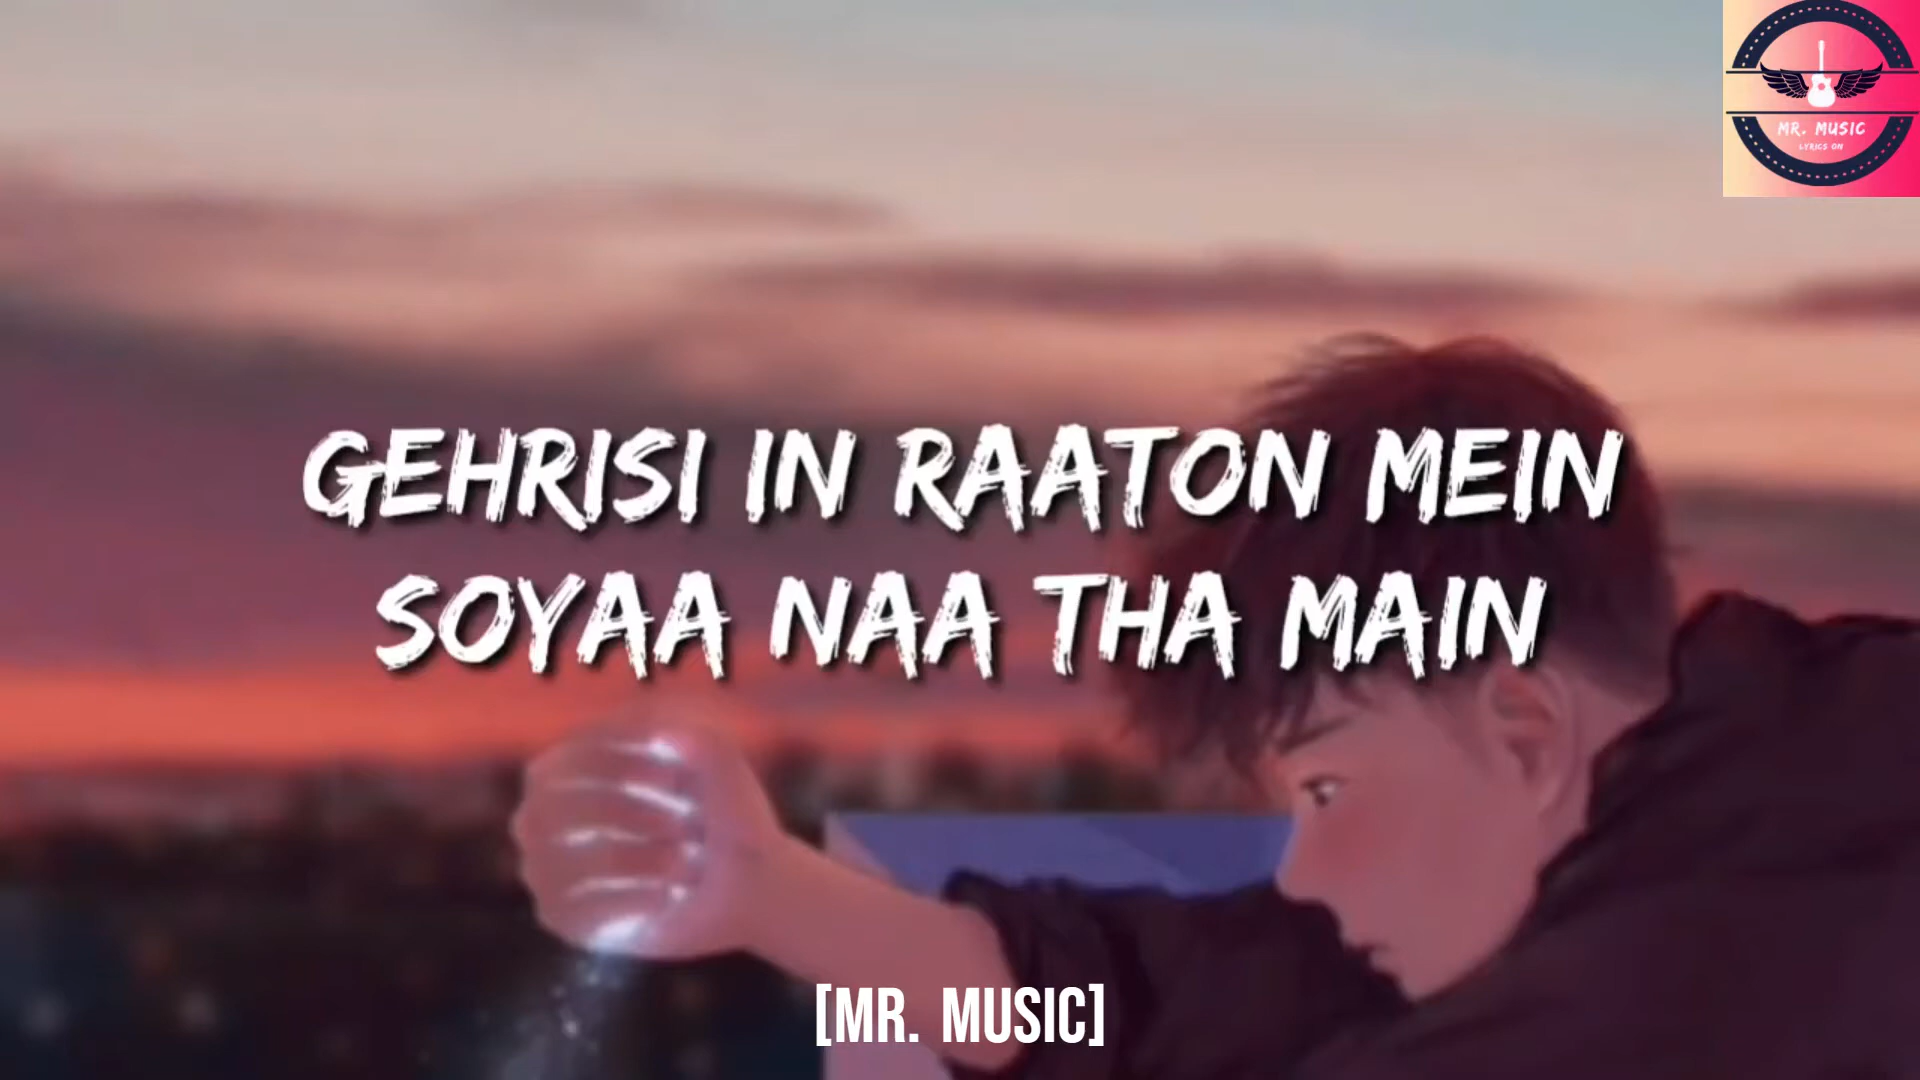 MR. MUSIC
LYRICS ON
GEHRISI IN RAATON MEIN
SOYAA NAA THA MAIN
[MR. MUSIC]